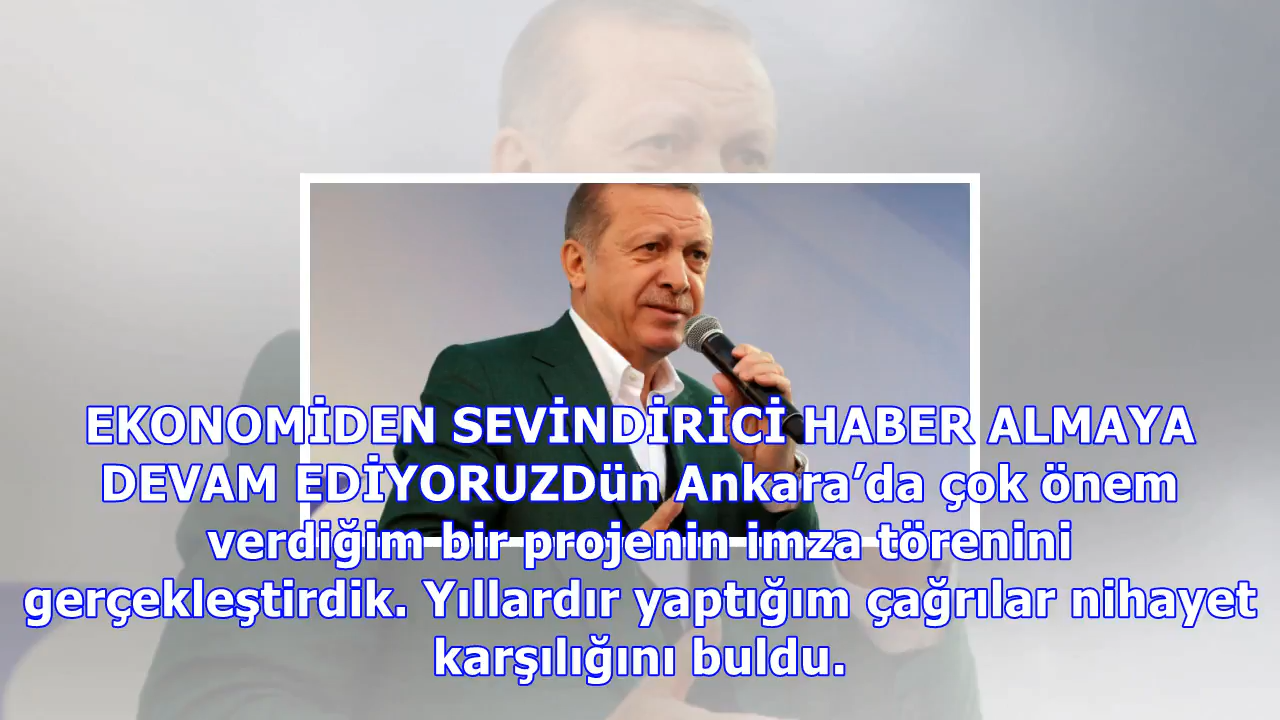 EKONOMİDEN SEVİNDİRİCİ HABER ALMAYA
DEVAM EDİYORUZDün Ankara’da çok önem
verdiğim bir projenin imza törenini
gerçekleştirdik. Yıllardır yaptığım çağrılar nihayet
karşılığını buldu.